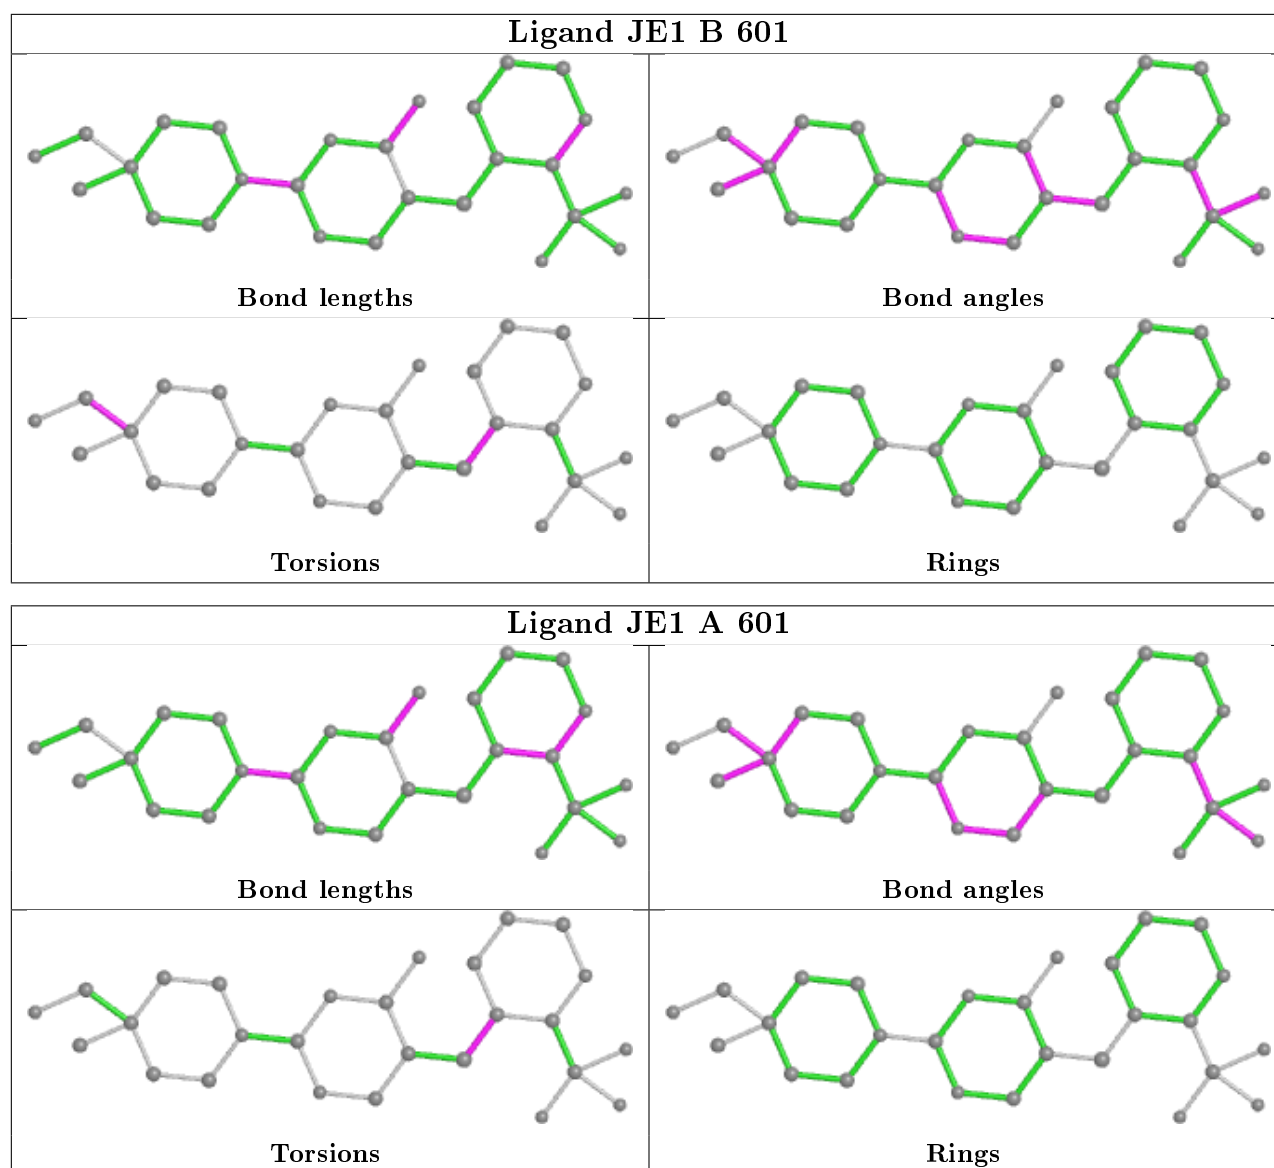 Ligand JE1 B 601
Bond lengths
Bond angles
Torsions
Rings
Ligand JE1 A 601
Bond lengths
Bond angles
Torsions
Rings